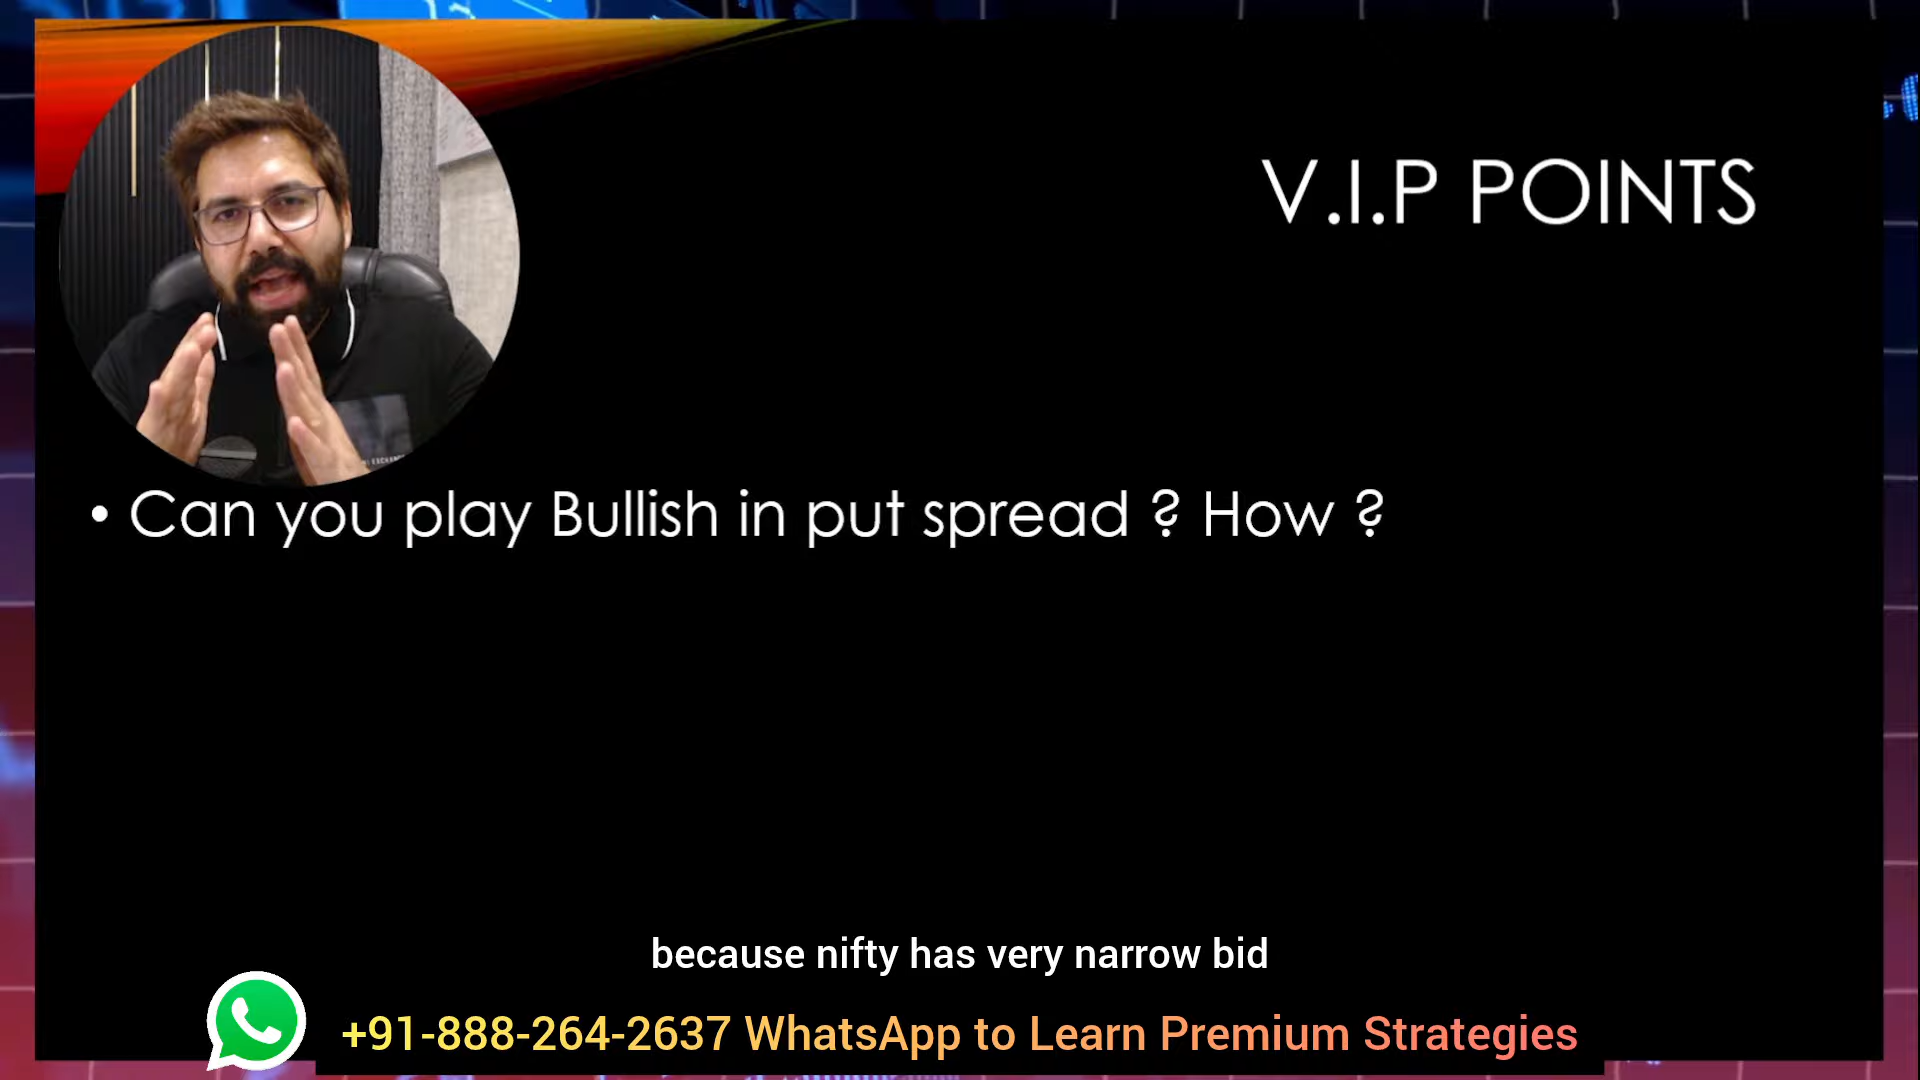 V.I.P POINTS
• Can you play Bullish in put spread ? How ?
because nifty has very narrow bid
+91-888-264-2637 WhatsApp to Learn Premium Strategies